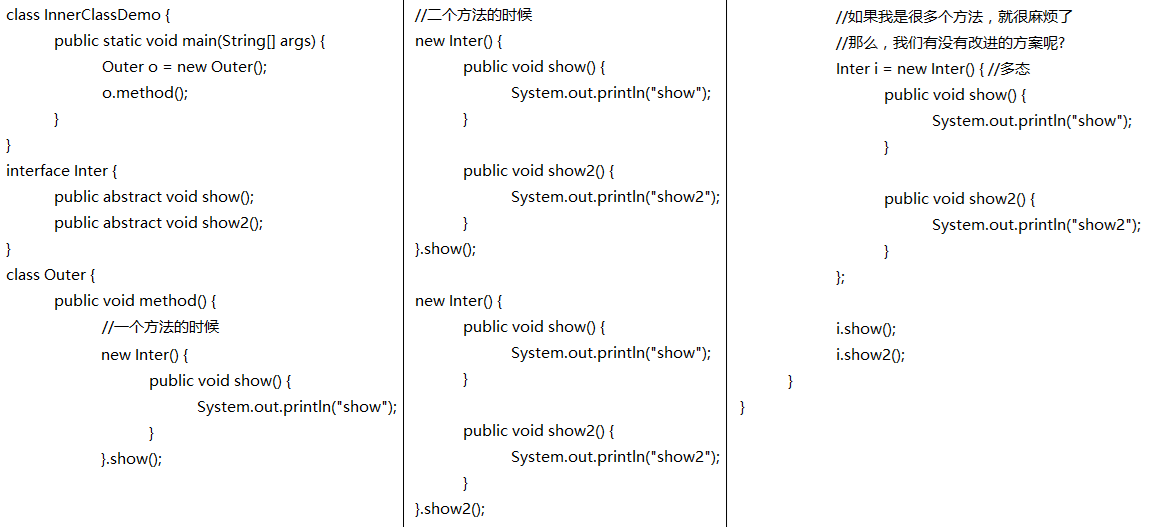 class InnerClassDemo {
public static void main(String[] args) {
Outer o = new Outer();
o.method();
}
}
interface Inter {
public abstract void show();
public abstract void show2();
}
class Outer {
public void method() {
//一个方法的时候
new Inter() {
public void show() {
System.out.println("show");
}
}.show();
//二个方法的时候
new Inter() {
public void show() {
System.out.println("show");
}
public void show2() {
System.out.println("show2");
}
}.show();
new Inter() {
public void show() {
System.out.println("show");
}
public void show2() {
System.out.println("show2");
}
}.show2();
//如果我是很多个方法，就很麻烦了
//那么，我们有没有改进的方案呢?
Inter i = new Inter() { //多态
public void show() {
System.out.println("show");
}
public void show2() {
System.out.println("show2");
}
};
i.show();
i.show2();
}
}